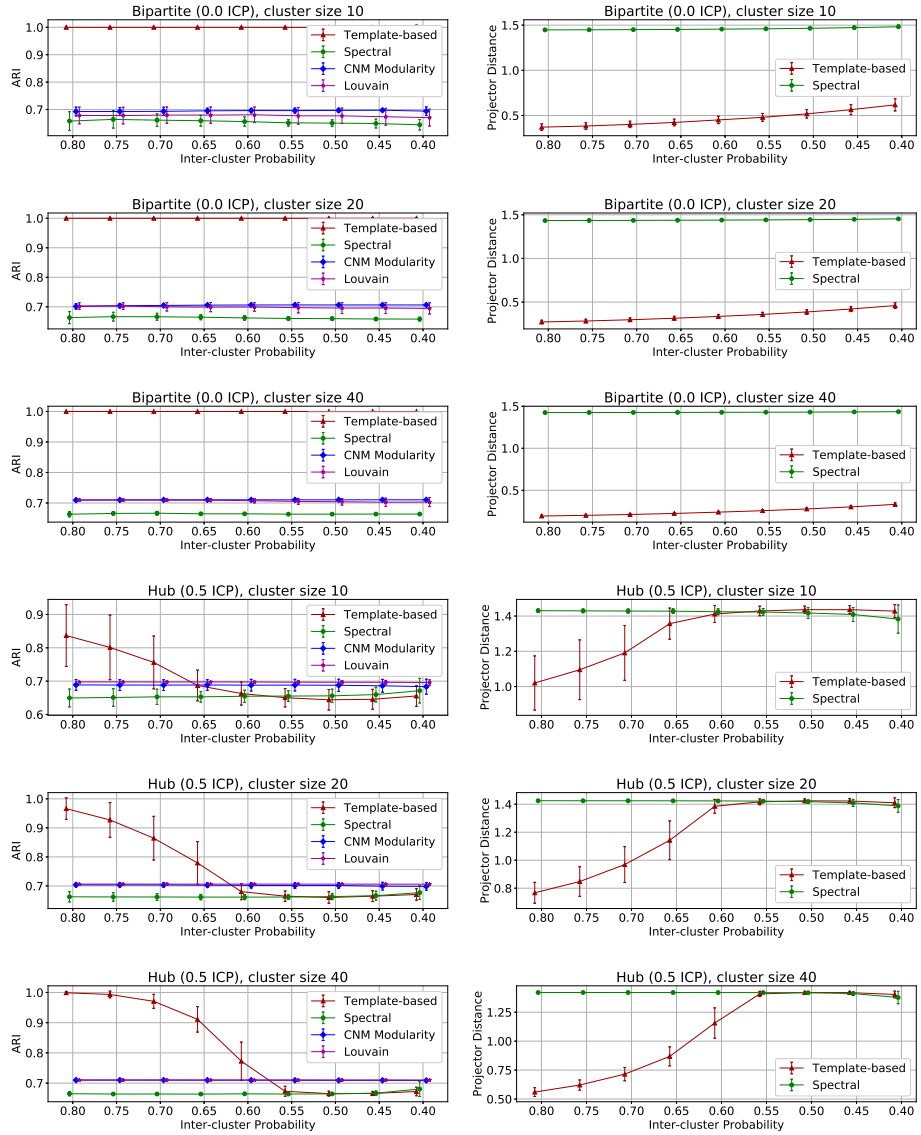 Bipartite (0.0 ICP), cluster size 10
1.0
0.9
0.8
0.7
ARI
Template-based
Spectral
CNM Modularity
Louvain
0.80 0.75 0.70 0.65 0.60 0.55 0.50 0.45 0.40
Inter-cluster Probability
Bipartite (0.0 ICP), cluster size 10
1.5
1.0
0.5
Projector Distance
Template-based
Spectral
0.80 0.75 0.70 0.65 0.60 0.55 0.50 0.45 0.40
Inter-cluster Probability
Bipartite (0.0 ICP), cluster size 20
1.0
0.9
0.8
0.7
ARI
Template-based
Spectral
CNM Modularity
Louvain
0.80 0.75 0.70 0.65 0.60 0.55 0.50 0.45 0.40
Inter-cluster Probability
Bipartite (0.0 ICP), cluster size 20
1.5
1.0
0.5
Projector Distance
Template-based
Spectral
0.80 0.75 0.70 0.65 0.60 0.55 0.50 0.45 0.40
Inter-cluster Probability
Bipartite (0.0 ICP), cluster size 40
1.0
0.9
0.8
0.7
ARI
Template-based
Spectral
CNM Modularity
Louvain
0.80 0.75 0.70 0.65 0.60 0.55 0.50 0.45 0.40
Inter-cluster Probability
Bipartite (0.0 ICP), cluster size 40
1.5
1.0
0.5
Projector Distance
Template-based
Spectral
0.80 0.75 0.70 0.65 0.60 0.55 0.50 0.45 0.40
Inter-cluster Probability
Hub (0.5 ICP), cluster size 10
0.9
0.8
0.7
0.6
ARI
Template-based
Spectral
CNM Modularity
Louvain
0.80 0.75 0.70 0.65 0.60 0.55 0.50 0.45 0.40
Inter-cluster Probability
Hub (0.5 ICP), cluster size 10
1.4
1.2
1.0
Projector Distance
Template-based
Spectral
0.80 0.75 0.70 0.65 0.60 0.55 0.50 0.45 0.40
Inter-cluster Probability
Hub (0.5 ICP), cluster size 20
1.0
0.9
0.8
0.7
ARI
Template-based
Spectral
CNM Modularity
Louvain
0.80 0.75 0.70 0.65 0.60 0.55 0.50 0.45 0.40
Inter-cluster Probability
Hub (0.5 ICP), cluster size 20
1.4
1.2
1.0
0.8
Projector Distance
Template-based
Spectral
0.80 0.75 0.70 0.65 0.60 0.55 0.50 0.45 0.40
Inter-cluster Probability
Hub (0.5 ICP), cluster size 40
1.0
0.9
0.8
0.7
ARI
Template-based
Spectral
CNM Modularity
Louvain
0.80 0.75 0.70 0.65 0.60 0.55 0.50 0.45 0.40
Inter-cluster Probability
Hub (0.5 ICP), cluster size 40
1.25
1.00
0.75
0.50
Projector Distance
Template-based
Spectral
0.80 0.75 0.70 0.65 0.60 0.55 0.50 0.45 0.40
Inter-cluster Probability